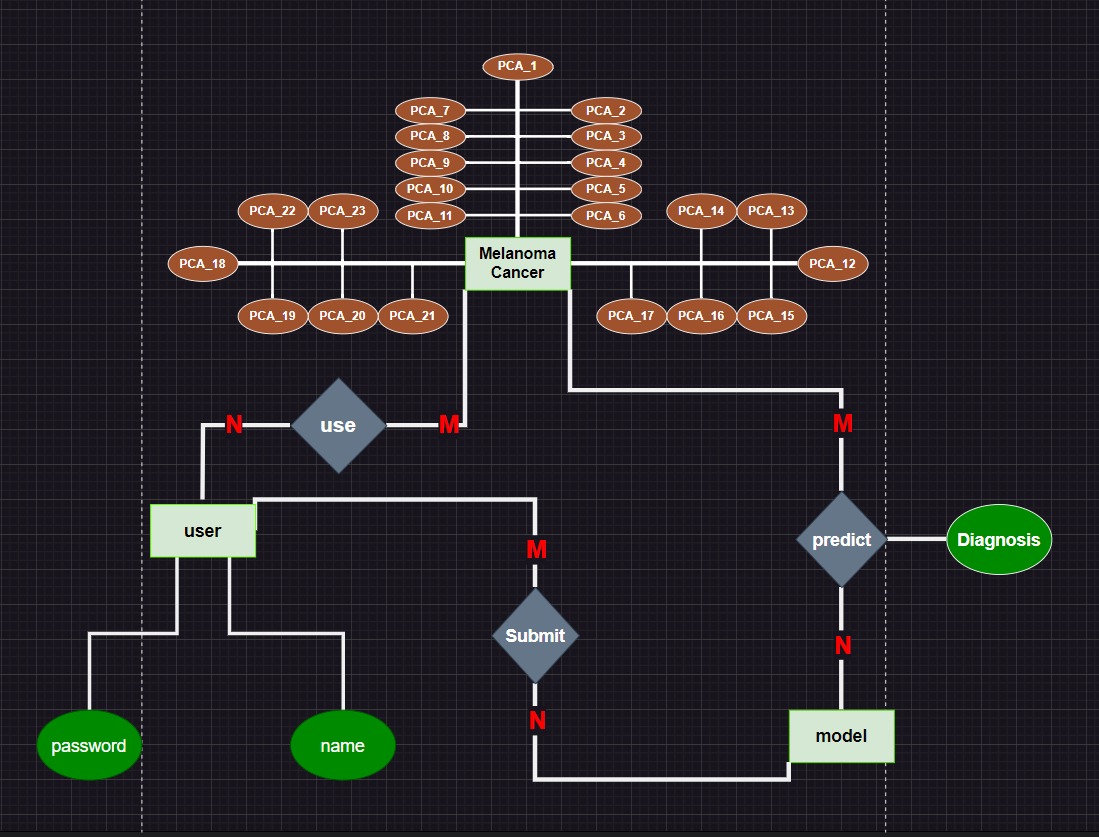 PCA_1
PCA_7
PCA_2
PCA_8
PCA_3
PCA_9
PCA_4
PCA_10
PCA_5
PCA_11
PCA_6
PCA_22
PCA_23
PCA_14
PCA_13
Melanoma
Cancer
PCA_18
PCA_12
PCA_19
PCA_20
PCA_21
PCA_17
PCA_16
PCA_15
N
use
M
M
user
M
predict
Diagnosis
Submit
N
N
password
name
model